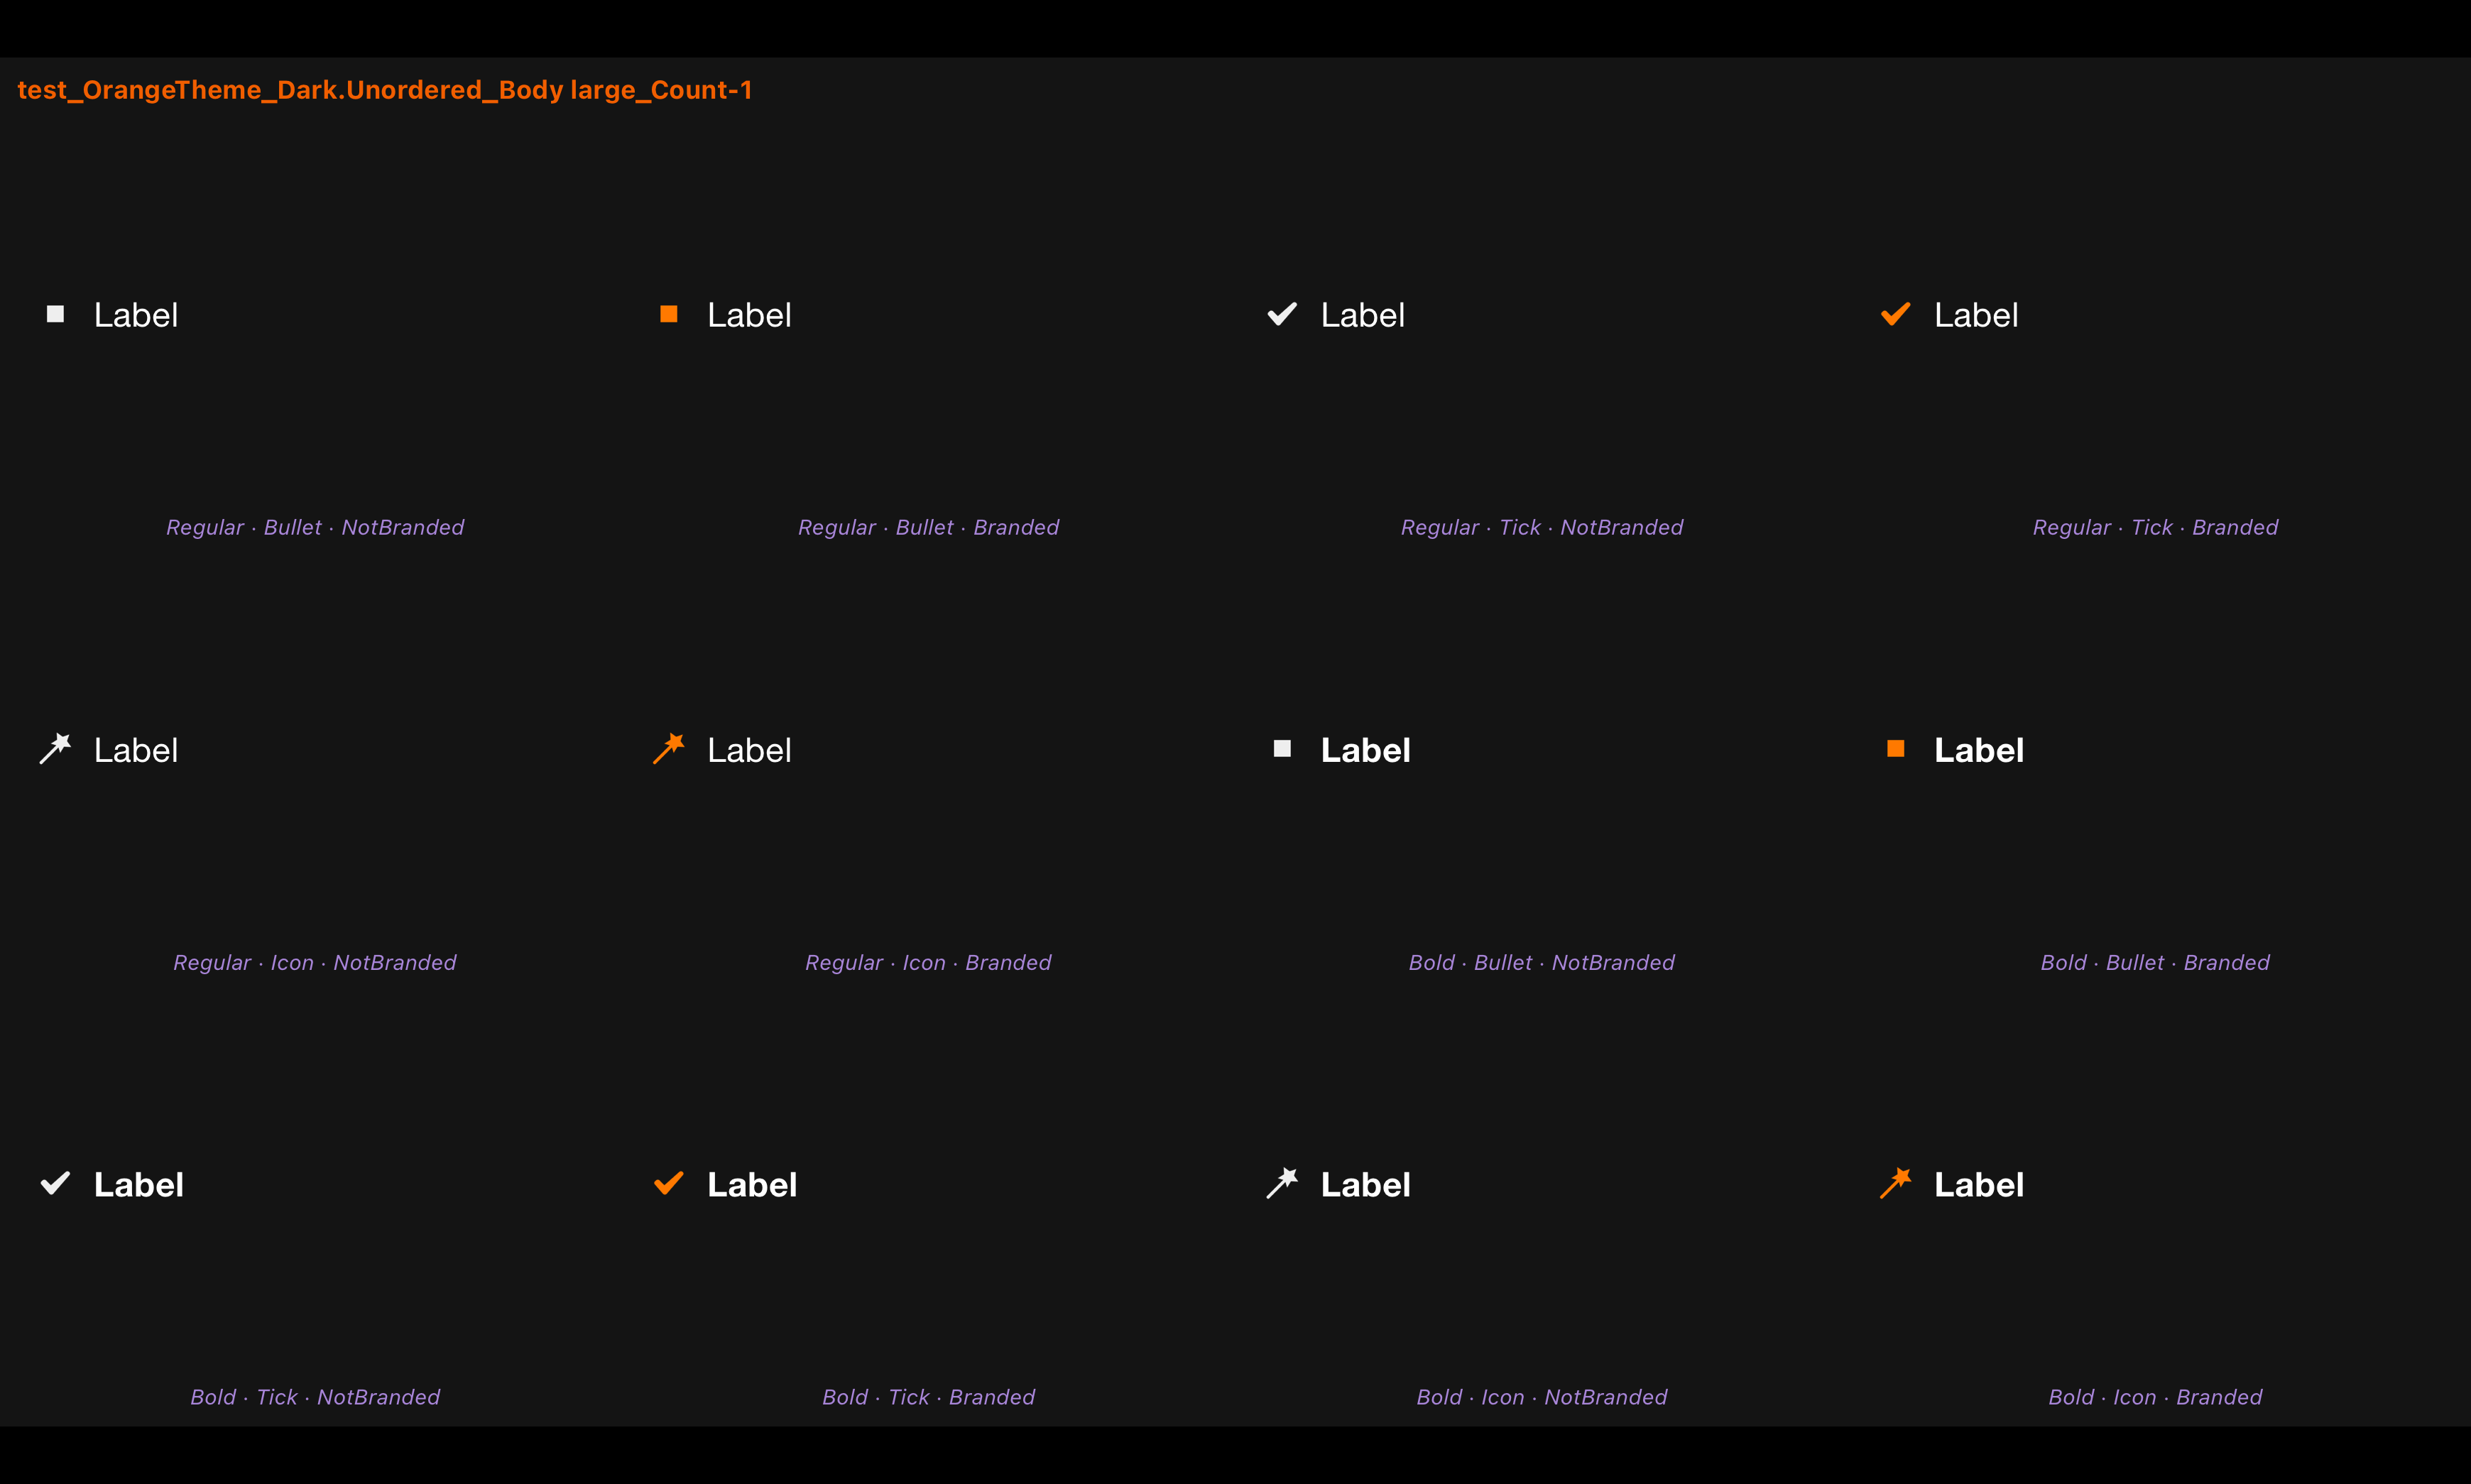 test_OrangeTheme_Dark.Unordered_Body large_Count-1
Label
Label
Label
Label
Regular · Bullet · NotBranded
Regular · Bullet · Branded
Regular · Tick · NotBranded
Regular · Tick · Branded
Label
Label
Label
Label
Regular · Icon · NotBranded
Regular · Icon · Branded
Bold · Bullet · NotBranded
Bold · Bullet · Branded
Label
Label
Label
Label
Bold · Tick · NotBranded
Bold · Tick · Branded
Bold · Icon · NotBranded
Bold · Icon · Branded